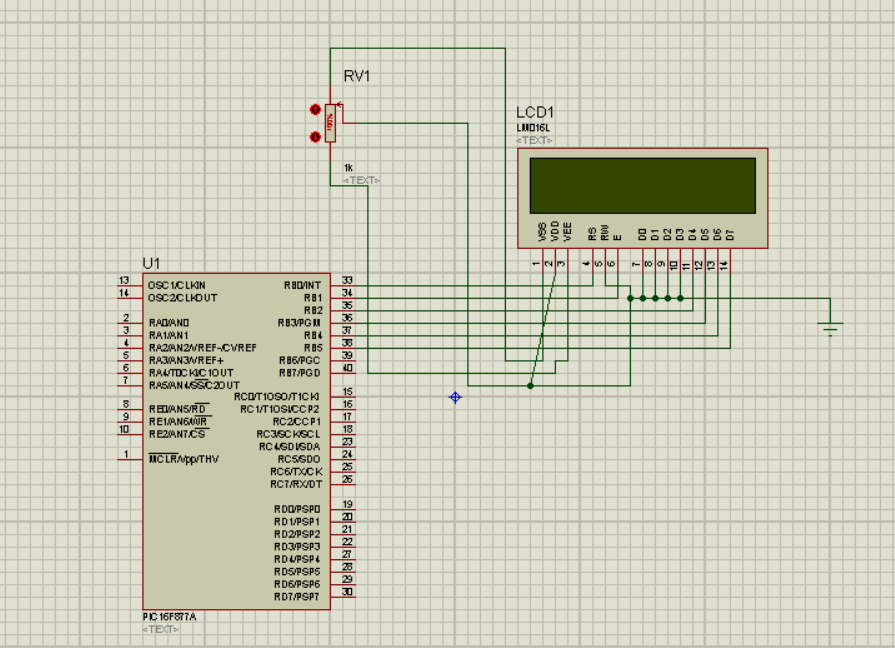 RV1
100%
1k
<TEXT>
LCD1
LM016L
<TEXT>
VSS VDD VEE RS RW E D0 D1 D2 D3 D4 D5 D6 D7
1 2 3 4 5 6 7 8 9 10 11 12 13 14
U1
13 OSC1/CLKIN RB0/INT 33
14 OSC2/CLKOUT RB1 34
RB2 35
2 RA0/AN0 RB3/PGM 36
3 RA1/AN1 RB4 37
4 RA2/AN2/VREF-/CVREF RB5 38
5 RA3/AN3/VREF+ RB6/PGC 39
6 RA4/T0CKI/C1OUT RB7/PGD 40
7 RA5/AN4/SS/C2OUT
RC0/T1OSO/T1CKI 15
8 RE0/AN5/RD RC1/T1OSI/CCP2 16
9 RE1/AN6/WR RC2/CCP1 17
10 RE2/AN7/CS RC3/SCK/SCL 18
RC4/SDI/SDA 23
1 MCLR/Vpp/THV RC5/SDO 24
RC6/TX/CK 25
RC7/RX/DT 26
RD0/PSP0 19
RD1/PSP1 20
RD2/PSP2 21
RD3/PSP3 22
RD4/PSP4 27
RD5/PSP5 28
RD6/PSP6 29
RD7/PSP7 30
PIC16F877A
<TEXT>